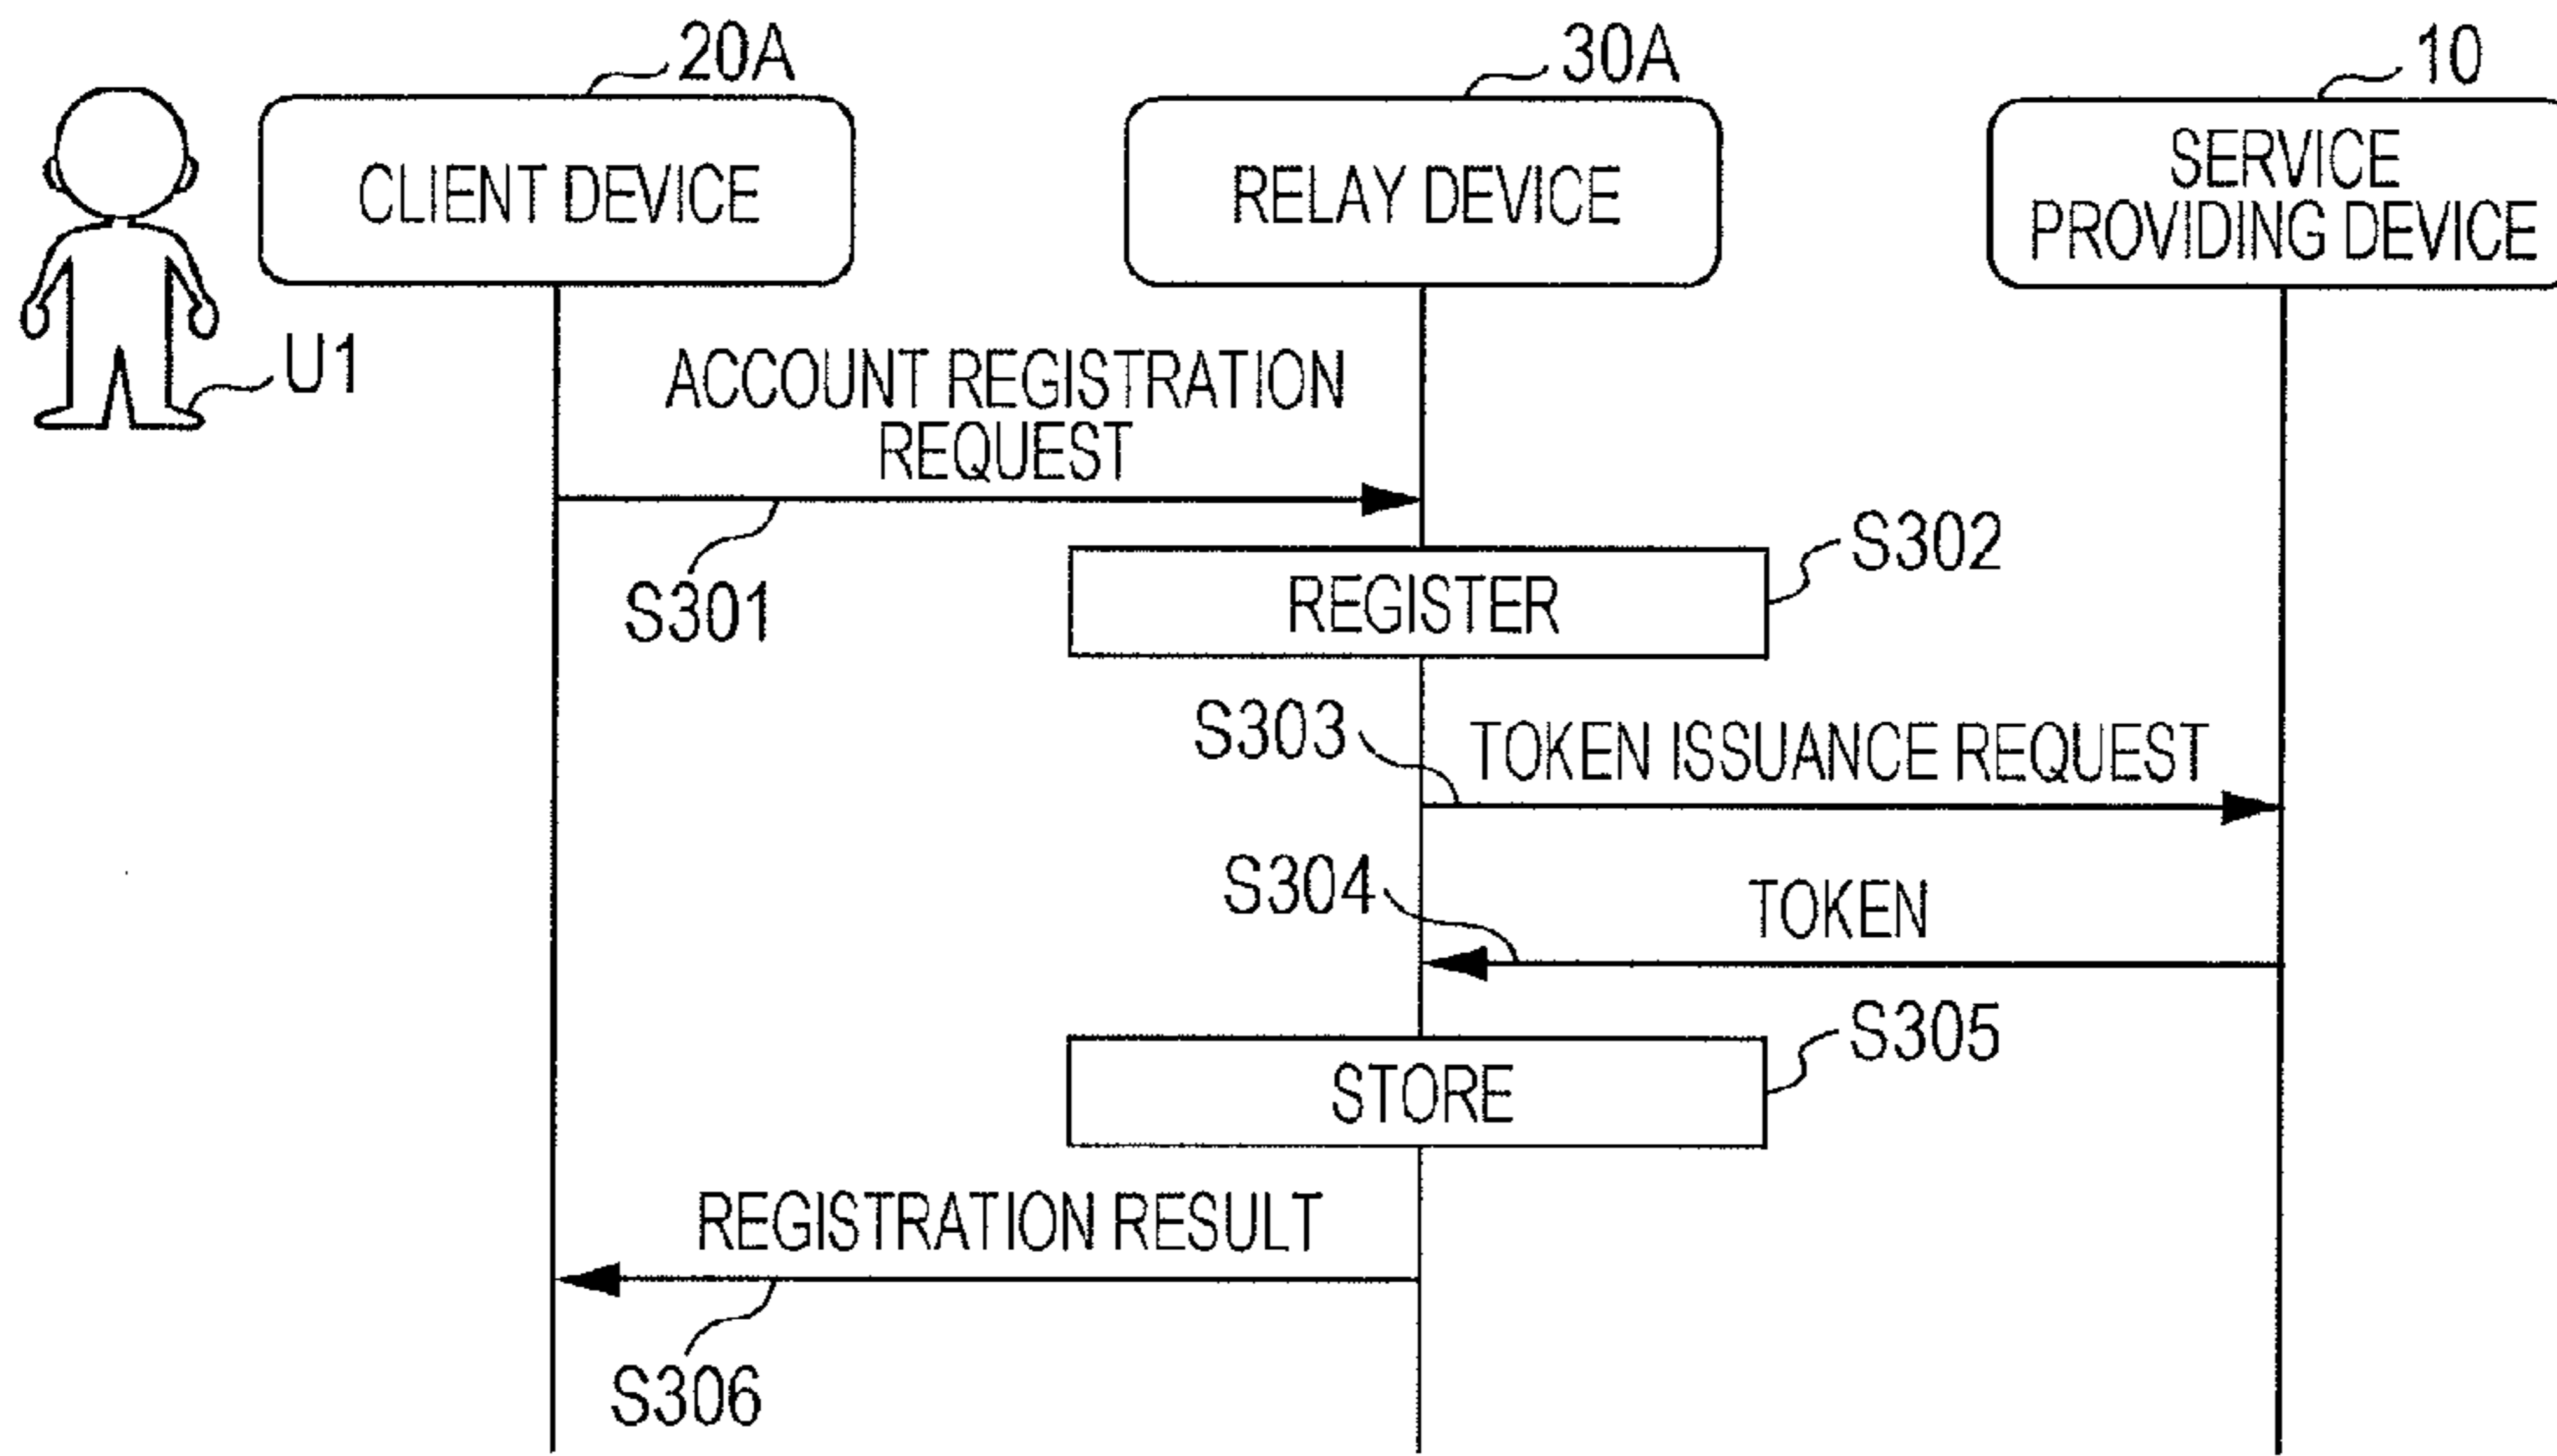 20A
30A
10
CLIENT DEVICE
RELAY DEVICE
SERVICE
PROVIDING DEVICE
U1
ACCOUNT REGISTRATION
REQUEST
S301
S302
REGISTER
S303
TOKEN ISSUANCE REQUEST
S304
TOKEN
S305
STORE
REGISTRATION RESULT
S306